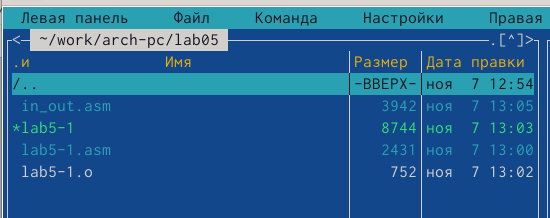 Левая панель Файл Команда Настройки Правая
<— ~/work/arch-pc/lab05 .[^]>
.и Имя Размер Дата правки
/.. -ВВЕРХ- ноя 7 12:54
in_out.asm 3942 ноя 7 13:05
*lab5-1 8744 ноя 7 13:03
lab5-1.asm 2431 ноя 7 13:00
lab5-1.o 752 ноя 7 13:02